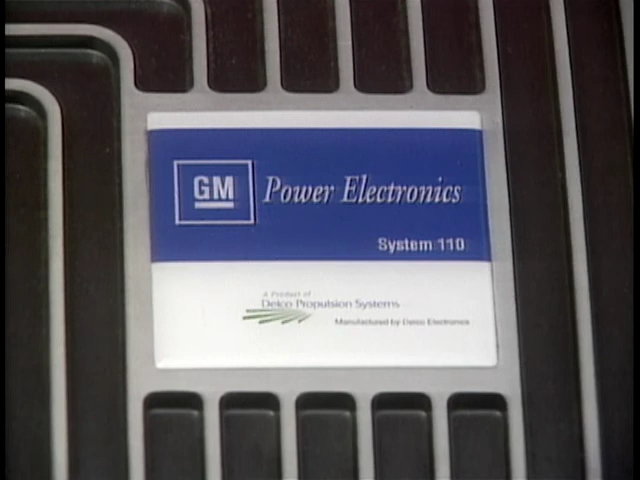 GM
Power Electronics
System 110
A Product of
Delco Propulsion Systems
Manufactured by Delco Electronics